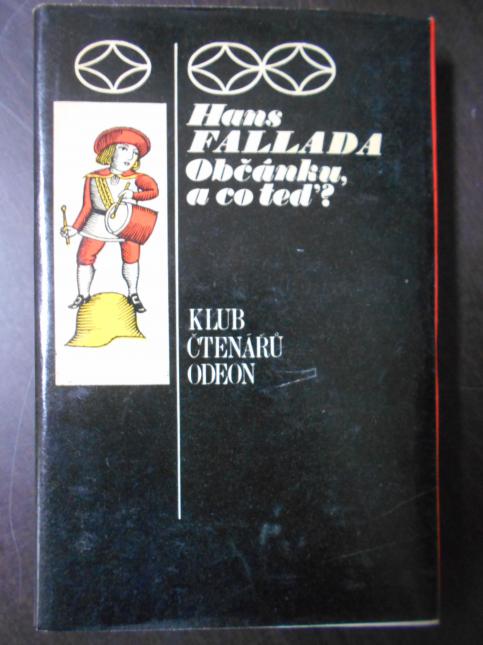 Hans
FALLADA
Občánku,
a co teď?
KLUB
ČTENÁŘŮ
ODEON